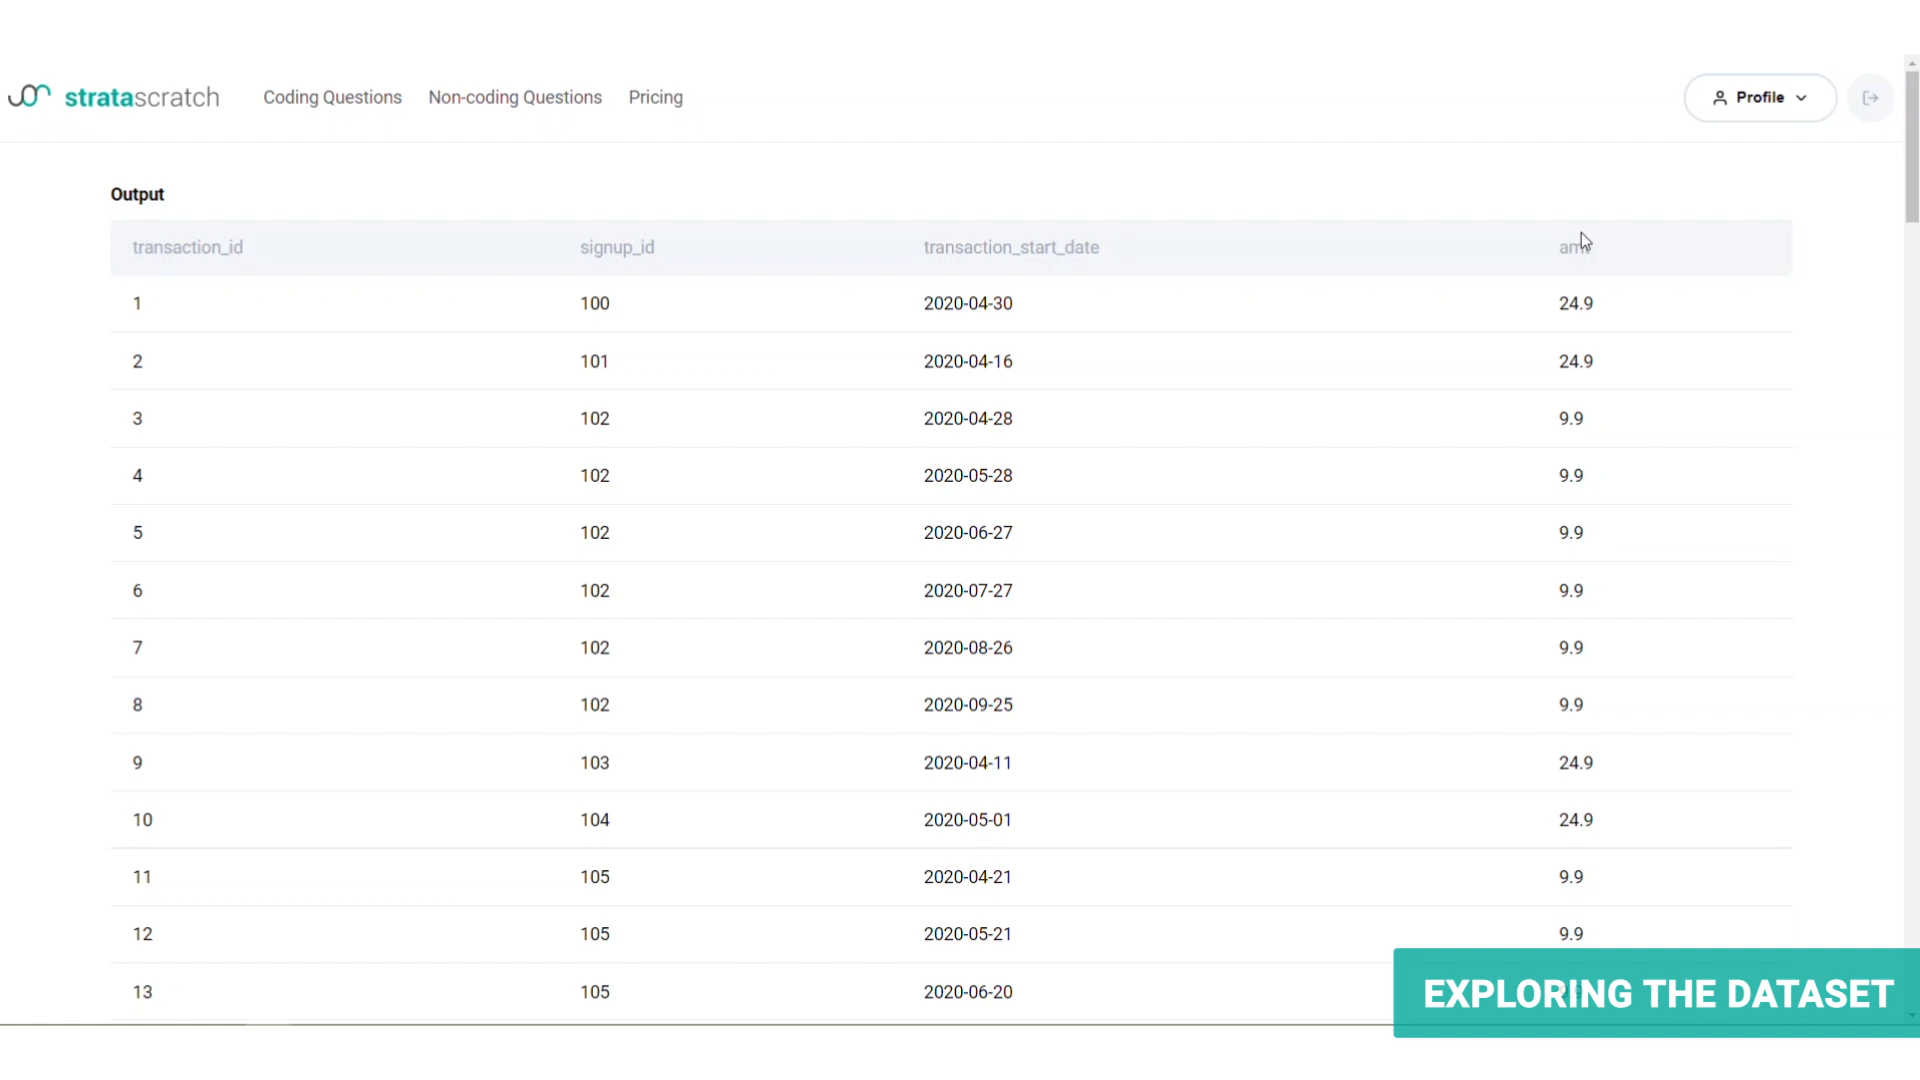 stratascratch Coding Questions Non-coding Questions Pricing Profile
Output
transaction_id signup_id transaction_start_date
1 100 2020-04-30 24.9
2 101 2020-04-16 24.9
3 102 2020-04-28 9.9
4 102 2020-05-28 9.9
5 102 2020-06-27 9.9
6 102 2020-07-27 9.9
7 102 2020-08-26 9.9
8 102 2020-09-25 9.9
9 103 2020-04-11 24.9
10 104 2020-05-01 24.9
11 105 2020-04-21 9.9
12 105 2020-05-21 9.9
13 105 2020-06-20
EXPLORING THE DATASET